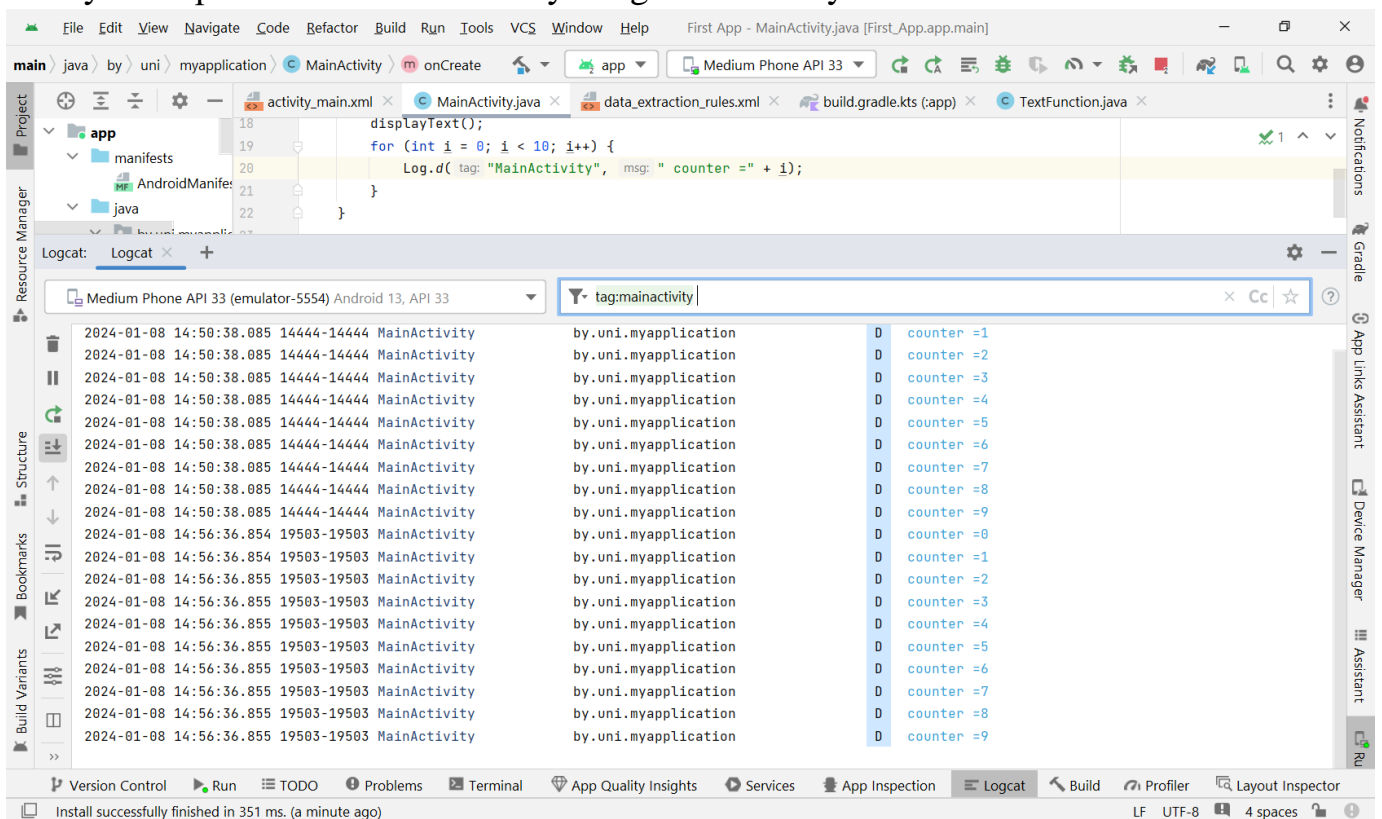 File Edit View Navigate Code Refactor Build Run Tools VCS Window Help First App - MainActivity.java [First_App.app.main]
main java by uni myapplication C MainActivity m onCreate app Medium Phone API 33
activity_main.xml C MainActivity.java data_extraction_rules.xml build.gradle.kts (:app) C TextFunction.java
Project
Resource Manager
Structure
Bookmarks
Build Variants
app
manifests
MF AndroidManifes
java
18 displayText();
19 for (int i = 0; i < 10; i++) {
20 Log.d( tag: "MainActivity", msg: " counter =" + i);
21 }
22 }
1
Logcat: Logcat +
Medium Phone API 33 (emulator-5554) Android 13, API 33
tag:mainactivity
Cc
2024-01-08 14:50:38.085 14444-14444 MainActivity by.uni.myapplication D counter =1
2024-01-08 14:50:38.085 14444-14444 MainActivity by.uni.myapplication D counter =2
2024-01-08 14:50:38.085 14444-14444 MainActivity by.uni.myapplication D counter =3
2024-01-08 14:50:38.085 14444-14444 MainActivity by.uni.myapplication D counter =4
2024-01-08 14:50:38.085 14444-14444 MainActivity by.uni.myapplication D counter =5
2024-01-08 14:50:38.085 14444-14444 MainActivity by.uni.myapplication D counter =6
2024-01-08 14:50:38.085 14444-14444 MainActivity by.uni.myapplication D counter =7
2024-01-08 14:50:38.085 14444-14444 MainActivity by.uni.myapplication D counter =8
2024-01-08 14:50:38.085 14444-14444 MainActivity by.uni.myapplication D counter =9
2024-01-08 14:56:36.854 19503-19503 MainActivity by.uni.myapplication D counter =0
2024-01-08 14:56:36.854 19503-19503 MainActivity by.uni.myapplication D counter =1
2024-01-08 14:56:36.855 19503-19503 MainActivity by.uni.myapplication D counter =2
2024-01-08 14:56:36.855 19503-19503 MainActivity by.uni.myapplication D counter =3
2024-01-08 14:56:36.855 19503-19503 MainActivity by.uni.myapplication D counter =4
2024-01-08 14:56:36.855 19503-19503 MainActivity by.uni.myapplication D counter =5
2024-01-08 14:56:36.855 19503-19503 MainActivity by.uni.myapplication D counter =6
2024-01-08 14:56:36.855 19503-19503 MainActivity by.uni.myapplication D counter =7
2024-01-08 14:56:36.855 19503-19503 MainActivity by.uni.myapplication D counter =8
2024-01-08 14:56:36.855 19503-19503 MainActivity by.uni.myapplication D counter =9
Notifications
Gradle
App Links Assistant
Device Manager
Assistant
Ru
Version Control Run TODO Problems Terminal App Quality Insights Services App Inspection Logcat Build Profiler Layout Inspector
Install successfully finished in 351 ms. (a minute ago) LF UTF-8 4 spaces